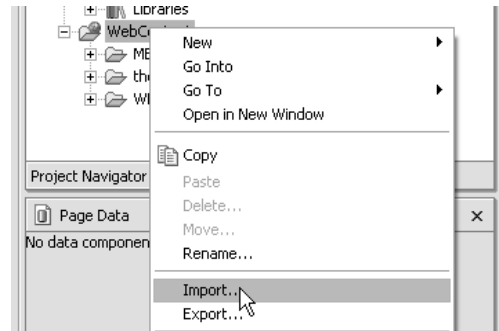 Libraries
New
Go Into
Go To
Open in New Window
Copy
Paste
Delete...
Move...
Rename...
Import...
Export...
Project Navigator
Page Data
No data componen